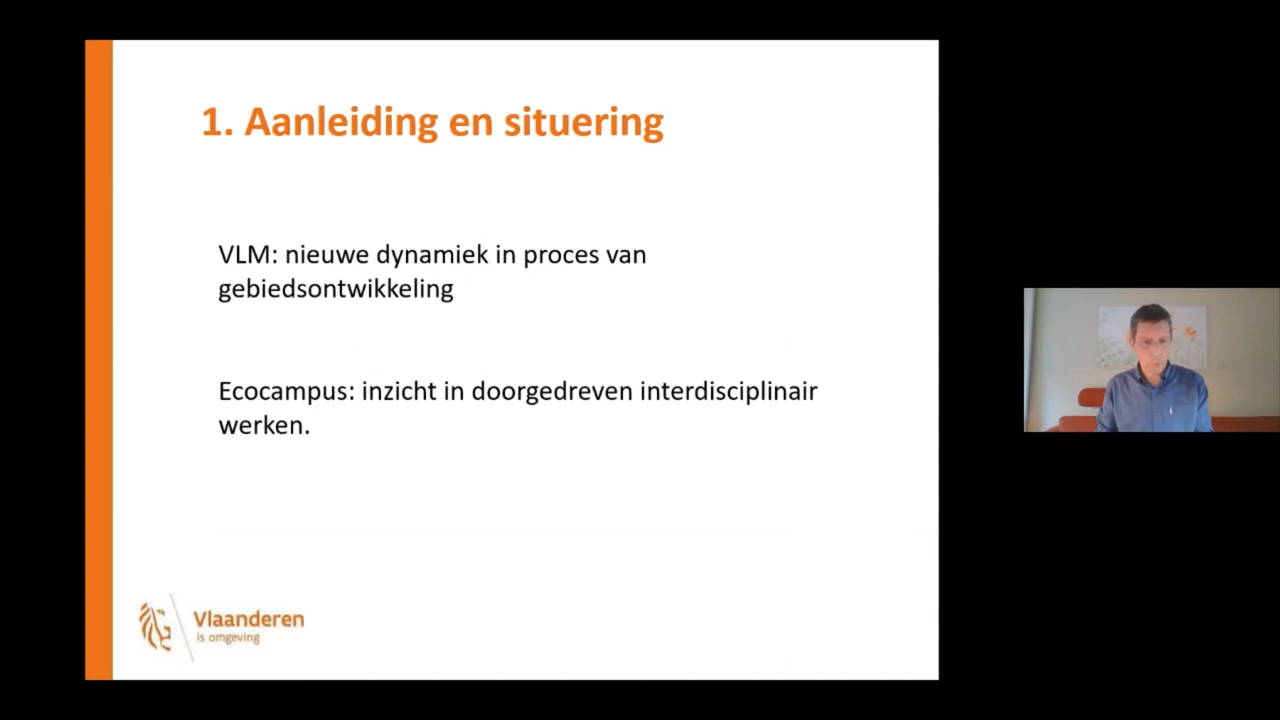 1. Aanleiding en situering
VLM: nieuwe dynamiek in proces van
gebiedsontwikkeling
Ecocampus: inzicht in doorgedreven interdisciplinair
werken.
Vlaanderen
is omgeving